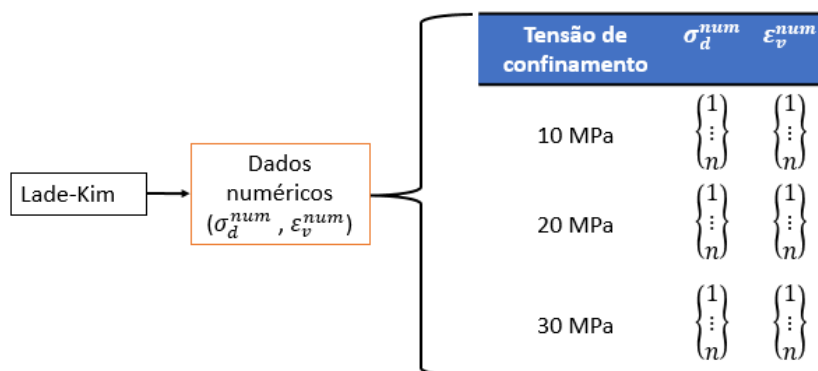 Tensão de confinamento σ_d^num ε_v^num
10 MPa {1 ⋮ n} {1 ⋮ n}
Lade-Kim
Dados
numéricos
(σ_d^num , ε_v^num)
20 MPa {1 ⋮ n} {1 ⋮ n}
30 MPa {1 ⋮ n} {1 ⋮ n}